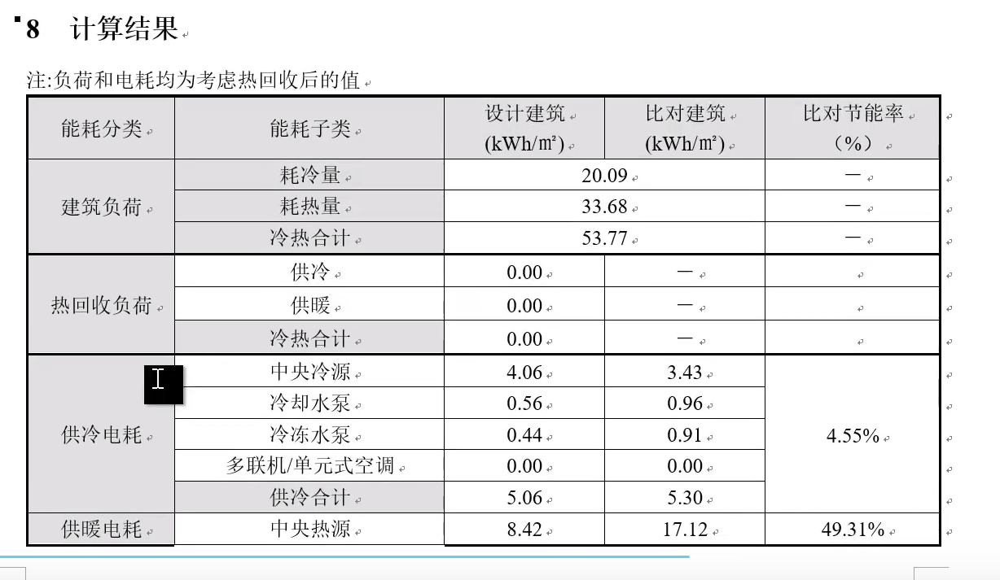 8 计算结果
注:负荷和电耗均为考虑热回收后的值
能耗分类 能耗子类 设计建筑 (kWh/㎡) 比对建筑 (kWh/㎡) 比对节能率 （%）
建筑负荷 耗冷量 20.09 —
耗热量 33.68 —
冷热合计 53.77 —
热回收负荷 供冷 0.00 —
供暖 0.00 —
冷热合计 0.00 —
供冷电耗 中央冷源 4.06 3.43 4.55%
冷却水泵 0.56 0.96
冷冻水泵 0.44 0.91
多联机/单元式空调 0.00 0.00
供冷合计 5.06 5.30
供暖电耗 中央热源 8.42 17.12 49.31%